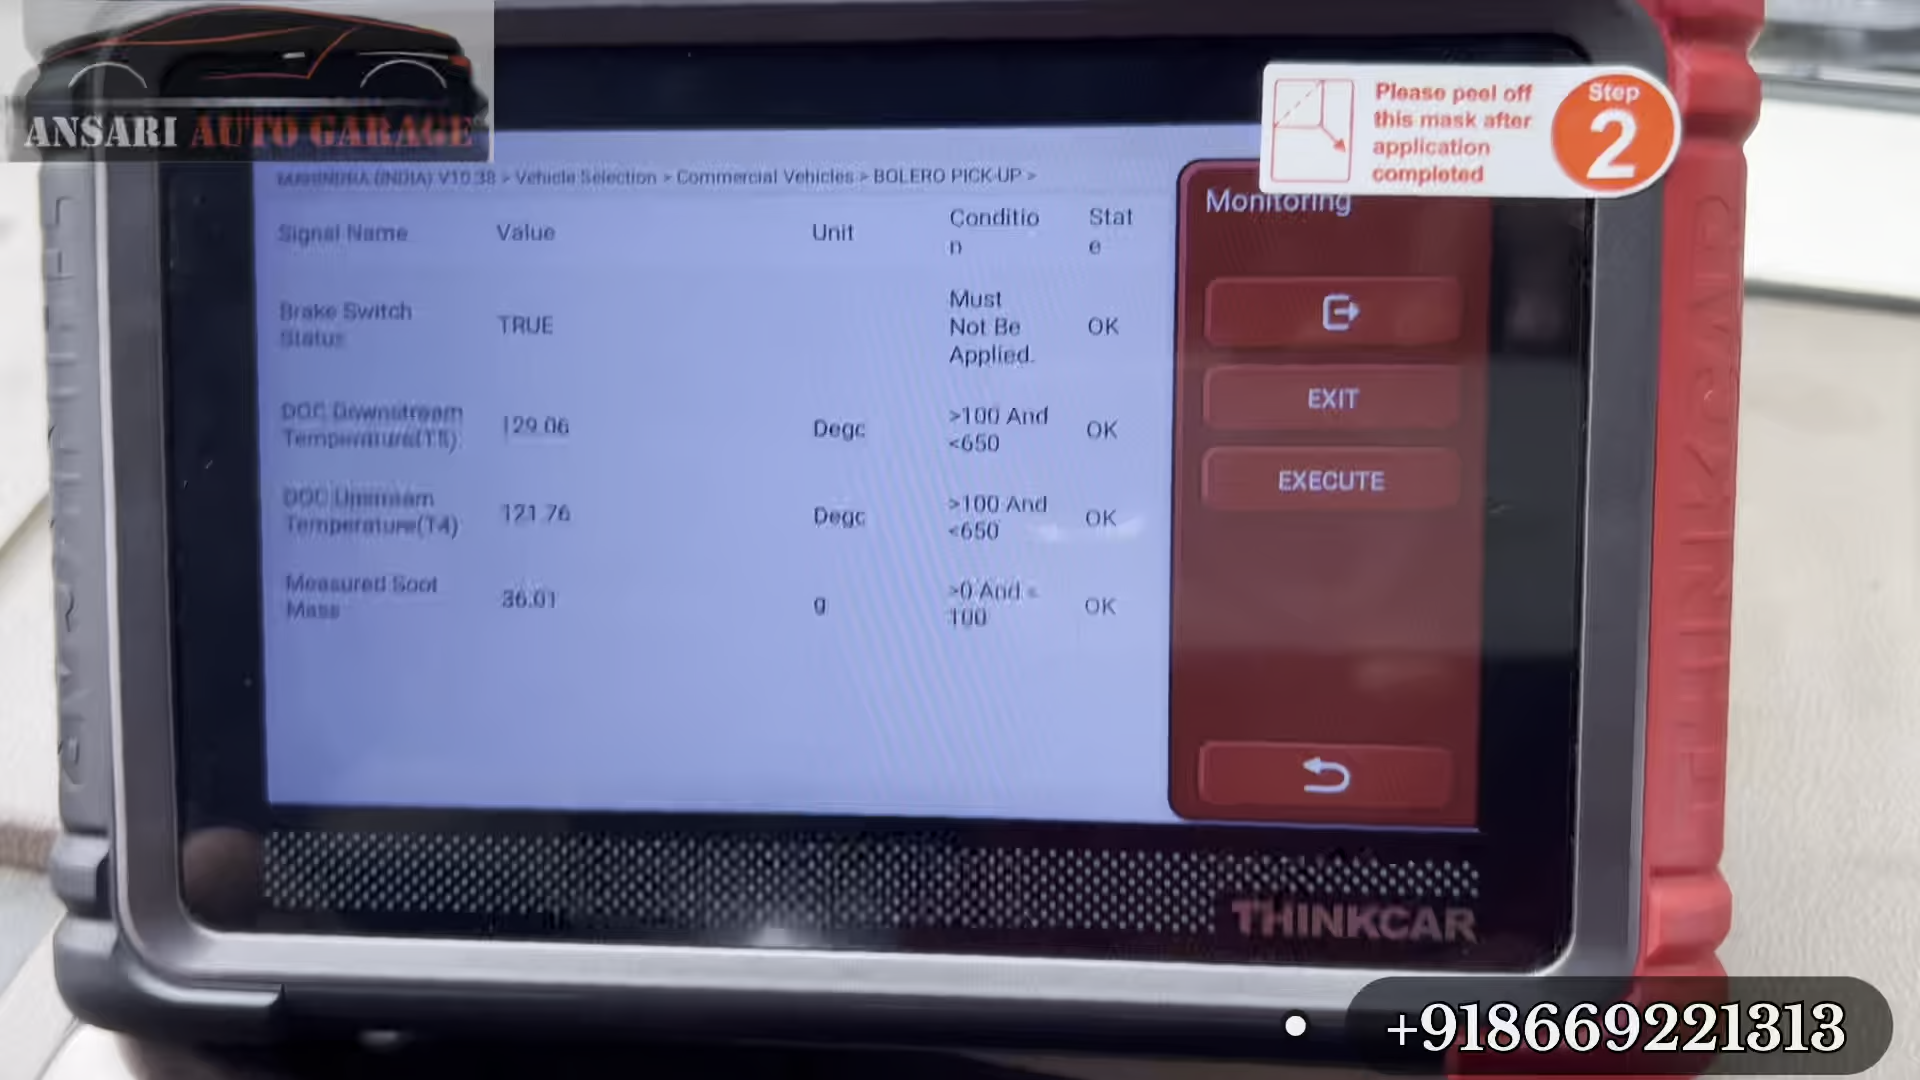 ANSARI AUTO GARAGE
Please peel off
this mask after
application
completed
Step
2
MAHINDRA (INDIA) V10.38 > Vehicle Selection > Commercial Vehicles > BOLERO PICK-UP >
Monitoring
Signal Name Value Unit Conditio
n Stat
e
Brake Switch
Status TRUE Must
Not Be
Applied. OK
DOC Downstream
Temperature(T5) 129.06 Degc >100 And
<650 OK
DOC Upstream
Temperature(T4) 121.76 Degc >100 And
<650 OK
Measured Soot
Mass 36.01 g >0 And <
100 OK
EXIT
EXECUTE
THINKCAR
THINKCAR
+918669221313